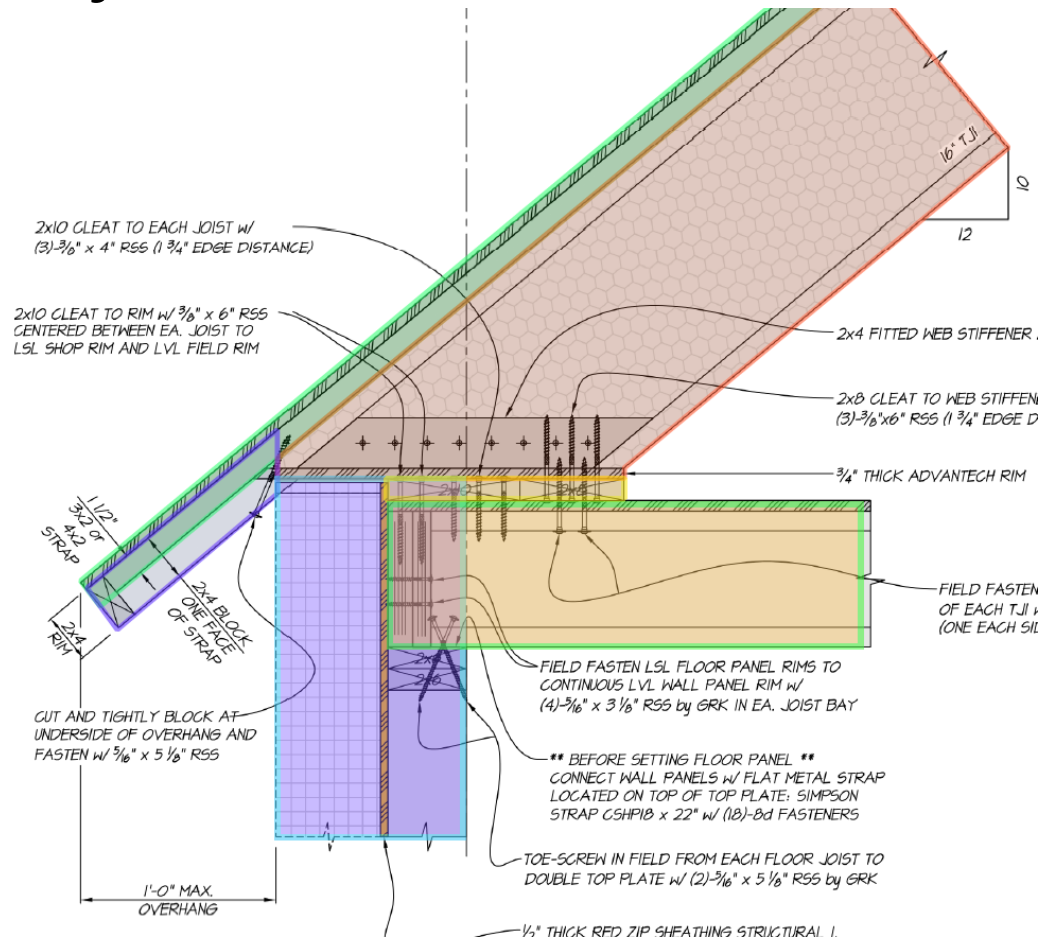 16" TJI
10
12
2x10 CLEAT TO EACH JOIST w/
(3)-3/8" x 4" RSS (1 3/4" EDGE DISTANCE)
2x10 CLEAT TO RIM w/ 3/8" x 6" RSS
CENTERED BETWEEN EA. JOIST TO
LSL SHOP RIM AND LVL FIELD RIM
2x4 FITTED WEB STIFFENER
2x8 CLEAT TO WEB STIFFENE
(3)-3/8"x6" RSS (1 3/4" EDGE D
3/4" THICK ADVANTECH RIM
2x10
2x8
1 1/2"
3x2 or
4x2
STRAP
2x4 BLOCK
ONE FACE
OF STRAP
2x4
RIM
FIELD FASTEN
OF EACH TJI w
(ONE EACH SID
2x6
2x6
FIELD FASTEN LSL FLOOR PANEL RIMS TO
CONTINUOUS LVL WALL PANEL RIM w/
(4)-5/16" x 3 1/8" RSS by GRK IN EA. JOIST BAY
CUT AND TIGHTLY BLOCK AT
UNDERSIDE OF OVERHANG AND
FASTEN w/ 5/16" x 5 1/8" RSS
** BEFORE SETTING FLOOR PANEL **
CONNECT WALL PANELS w/ FLAT METAL STRAP
LOCATED ON TOP OF TOP PLATE: SIMPSON
STRAP CSHP18 x 22" w/ (18)-8d FASTENERS
TOE-SCREW IN FIELD FROM EACH FLOOR JOIST TO
DOUBLE TOP PLATE w/ (2)-5/16" x 5 1/8" RSS by GRK
1'-0" MAX.
OVERHANG
1/2" THICK RED ZIP SHEATHING STRUCTURAL 1,